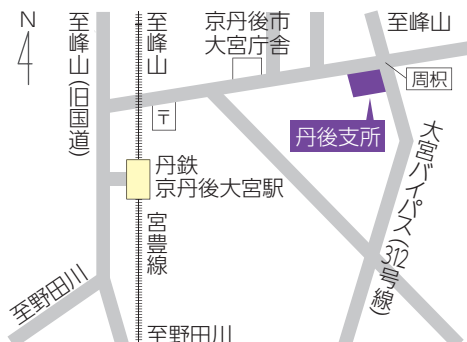 N
至峰山(旧国道)
至峰山
京丹後市
大宮庁舎
至峰山
周枳
〒
丹後支所
丹鉄
京丹後大宮駅
宮豊線
大宮バイパス(312号線)
至野田川
至野田川